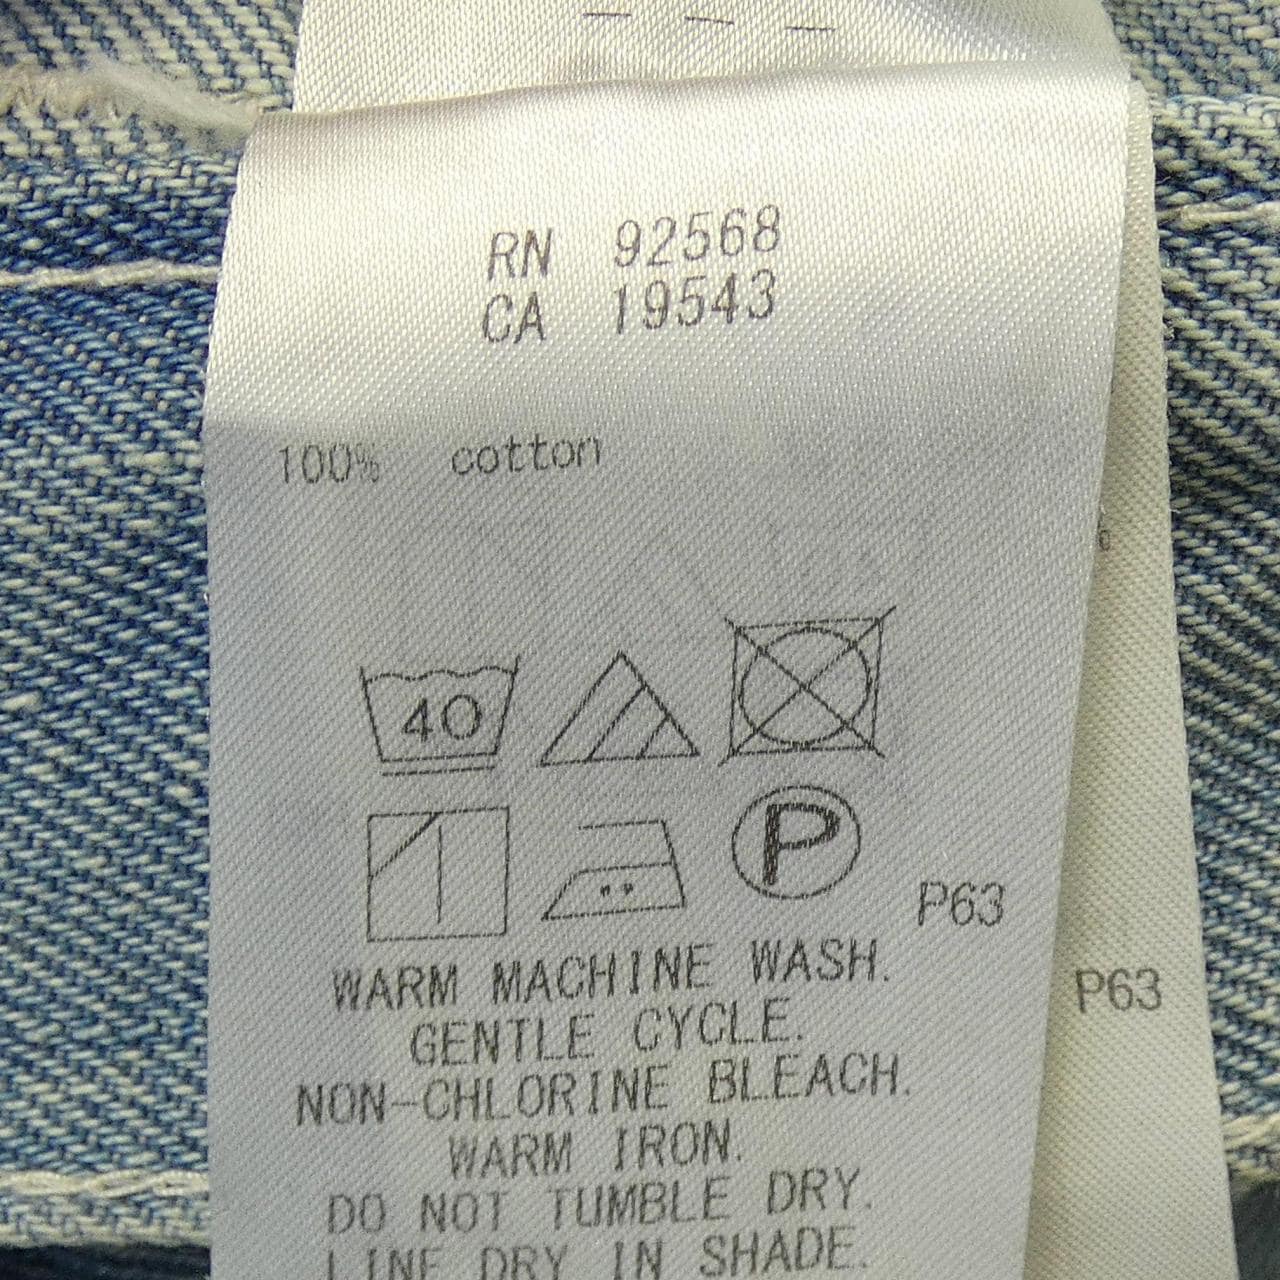 RN 92568
CA 19543
100% cotton
%
40
P
P63
P63
WARM MACHINE WASH.
GENTLE CYCLE.
NON-CHLORINE BLEACH.
WARM IRON.
DO NOT TUMBLE DRY.
LINE DRY IN SHADE.